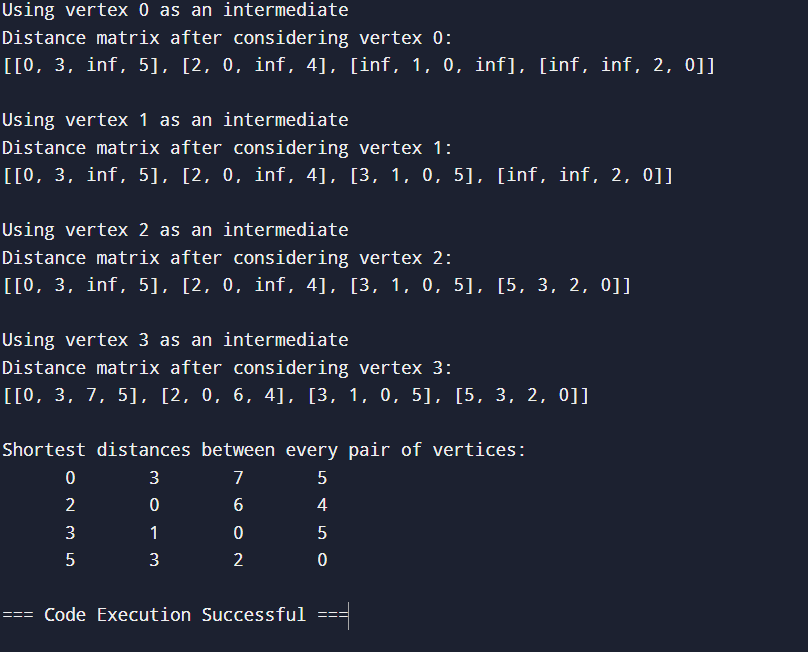 Using vertex 0 as an intermediate
Distance matrix after considering vertex 0:
[[0, 3, inf, 5], [2, 0, inf, 4], [inf, 1, 0, inf], [inf, inf, 2, 0]]
Using vertex 1 as an intermediate
Distance matrix after considering vertex 1:
[[0, 3, inf, 5], [2, 0, inf, 4], [3, 1, 0, 5], [inf, inf, 2, 0]]
Using vertex 2 as an intermediate
Distance matrix after considering vertex 2:
[[0, 3, inf, 5], [2, 0, inf, 4], [3, 1, 0, 5], [5, 3, 2, 0]]
Using vertex 3 as an intermediate
Distance matrix after considering vertex 3:
[[0, 3, 7, 5], [2, 0, 6, 4], [3, 1, 0, 5], [5, 3, 2, 0]]
Shortest distances between every pair of vertices:
0 3 7 5
2 0 6 4
3 1 0 5
5 3 2 0
=== Code Execution Successful ===